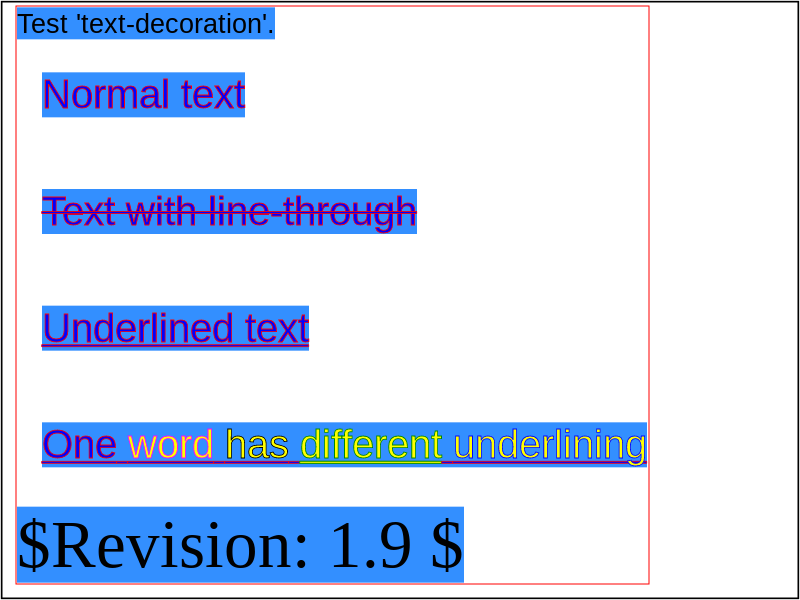 Test 'text-decoration'.
Normal text
Text with line-through
Underlined text
One word has different underlining
$Revision: 1.9 $